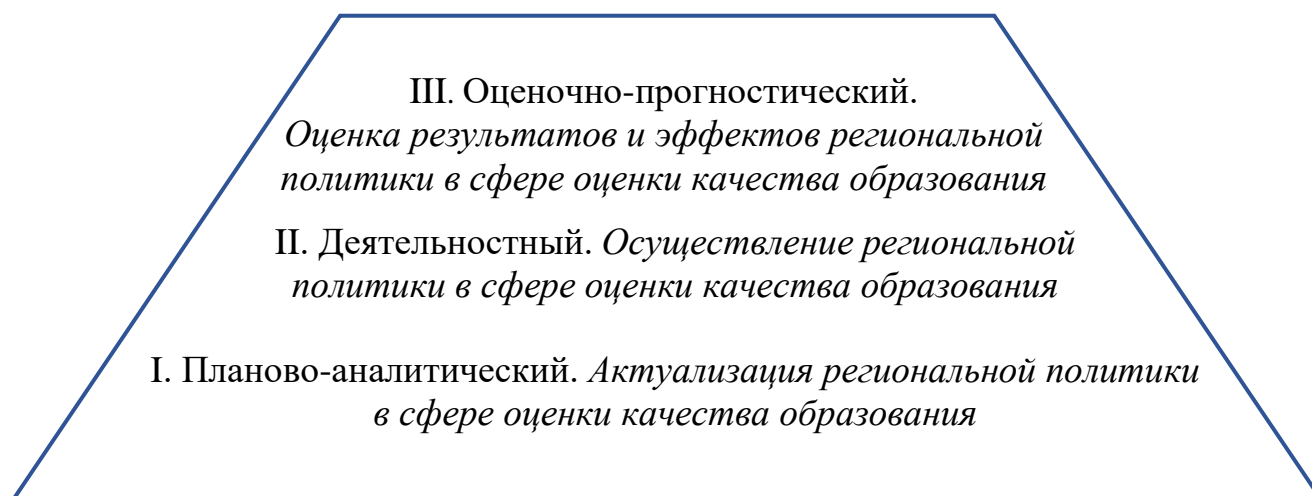 III. Оценочно-прогностический.
Оценка результатов и эффектов региональной
политики в сфере оценки качества образования
II. Деятельностный. Осуществление региональной
политики в сфере оценки качества образования
I. Планово-аналитический. Актуализация региональной политики
в сфере оценки качества образования